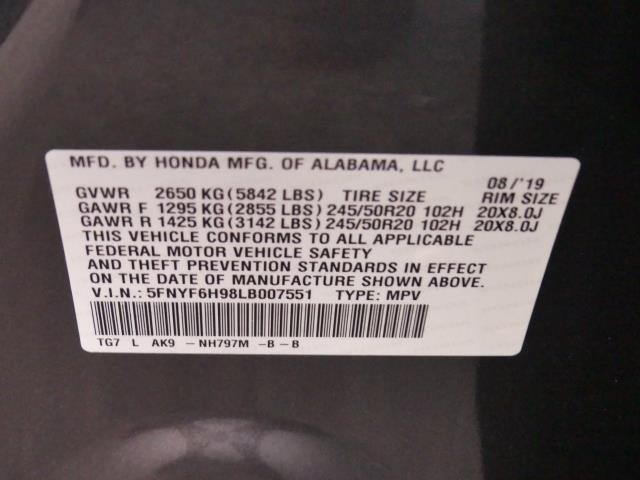 MFD. BY HONDA MFG. OF ALABAMA, LLC 08/'19
GVWR 2650 KG(5842 LBS) TIRE SIZE RIM SIZE
GAWR F 1295 KG(2855 LBS) 245/50R20 102H 20X8.0J
GAWR R 1425 KG(3142 LBS) 245/50R20 102H 20X8.0J
THIS VEHICLE CONFORMS TO ALL APPLICABLE
FEDERAL MOTOR VEHICLE SAFETY
AND THEFT PREVENTION STANDARDS IN EFFECT
ON THE DATE OF MANUFACTURE SHOWN ABOVE.
V.I.N.: 5FNYF6H98LB007551 TYPE: MPV
TG7 L AK9 - NH797M -B - B